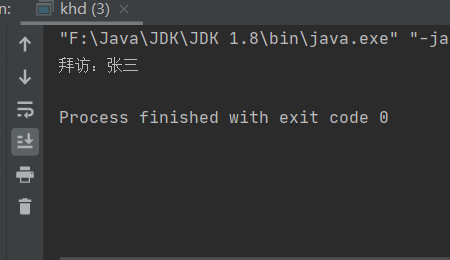 n:
khd (3)
"F:\Java\JDK\JDK 1.8\bin\java.exe" "-ja
拜访：张三
Process finished with exit code 0